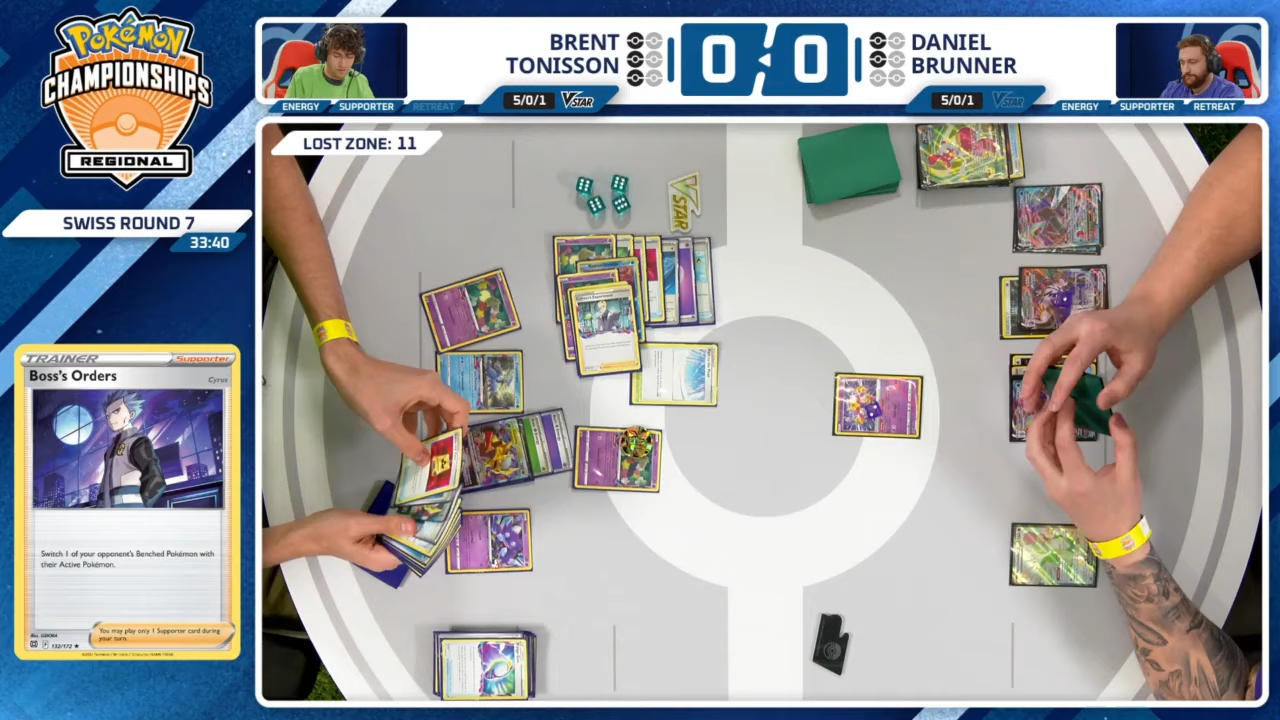 Pokémon
CHAMPIONSHIPS
REGIONAL
SWISS ROUND 7
33:40
BRENT
TONISSON
0 0
DANIEL
BRUNNER
ENERGY SUPPORTER RETREAT
5/0/1 VSTAR
5/0/1 VSTAR
ENERGY SUPPORTER RETREAT
LOST ZONE: 11
VSTAR
TRAINER Supporter
Boss's Orders
Cyrus
Switch 1 of your opponent's Benched Pokémon with
their Active Pokémon.
You may play only 1 Supporter card during
your turn.
132/172